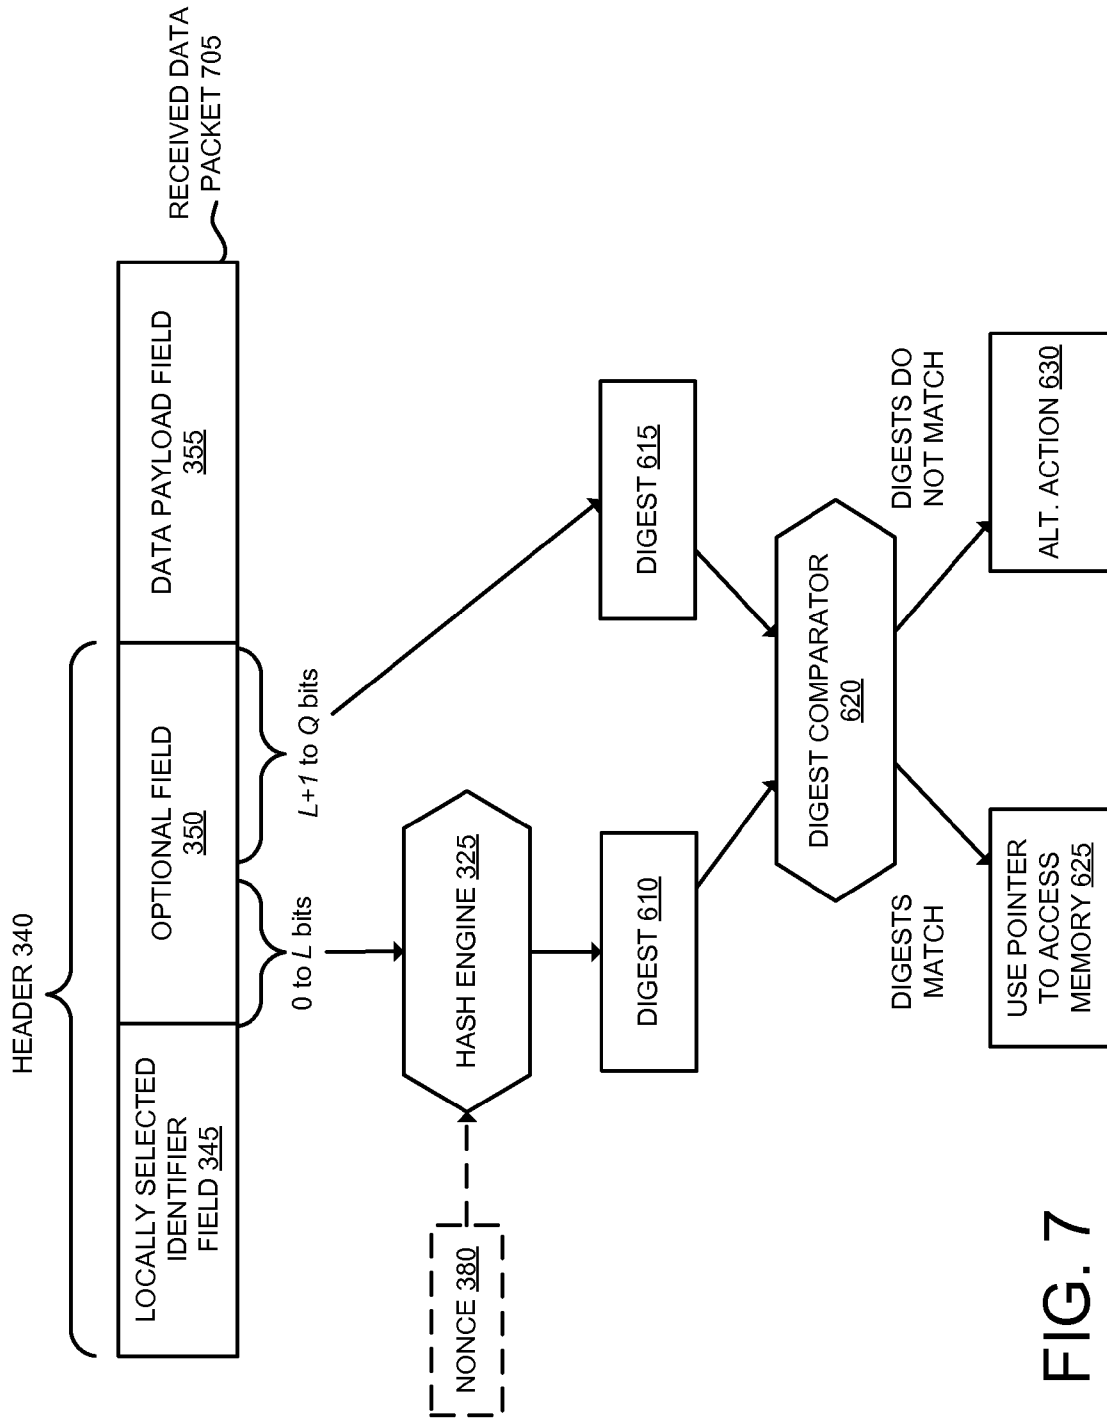 HEADER 340
LOCALLY SELECTED
IDENTIFIER
FIELD 345
OPTIONAL FIELD
350
DATA PAYLOAD FIELD
355
RECEIVED DATA
PACKET 705
0 to L bits
L+1 to Q bits
NONCE 380
HASH ENGINE 325
DIGEST 610
DIGEST 615
DIGEST COMPARATOR
620
DIGESTS
MATCH
DIGESTS DO
NOT MATCH
USE POINTER
TO ACCESS
MEMORY 625
ALT. ACTION 630
FIG. 7